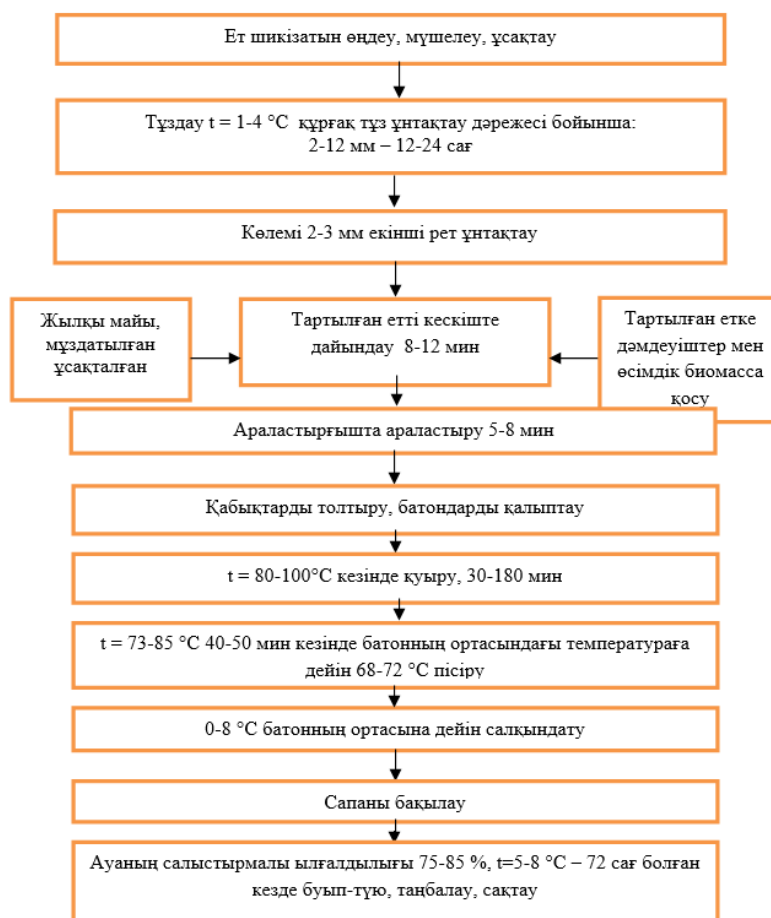 Ет шикізатын өңдеу, мүшелеу, ұсақтау
Тұздау t = 1-4 °C құрғақ тұз ұнтақтау дәрежесі бойынша:
2-12 мм – 12-24 сағ
Көлемі 2-3 мм екінші рет ұнтақтау
Жылқы майы,
мұздатылған
ұсақталған
Тартылған етті кескіште
дайындау 8-12 мин
Тартылған етке
дәмдеуіштер мен
өсімдік биомасса
қосу
Араластырғышта араластыру 5-8 мин
Қабықтарды толтыру, батондарды қалыптау
t = 80-100°C кезінде қуыру, 30-180 мин
t = 73-85 °C 40-50 мин кезінде батонның ортасындағы температураға
дейін 68-72 °C пісіру
0-8 °C батонның ортасына дейін салқындату
Сапаны бақылау
Ауаның салыстырмалы ылғалдылығы 75-85 %, t=5-8 °C – 72 сағ болған
кезде буып-түю, таңбалау, сақтау